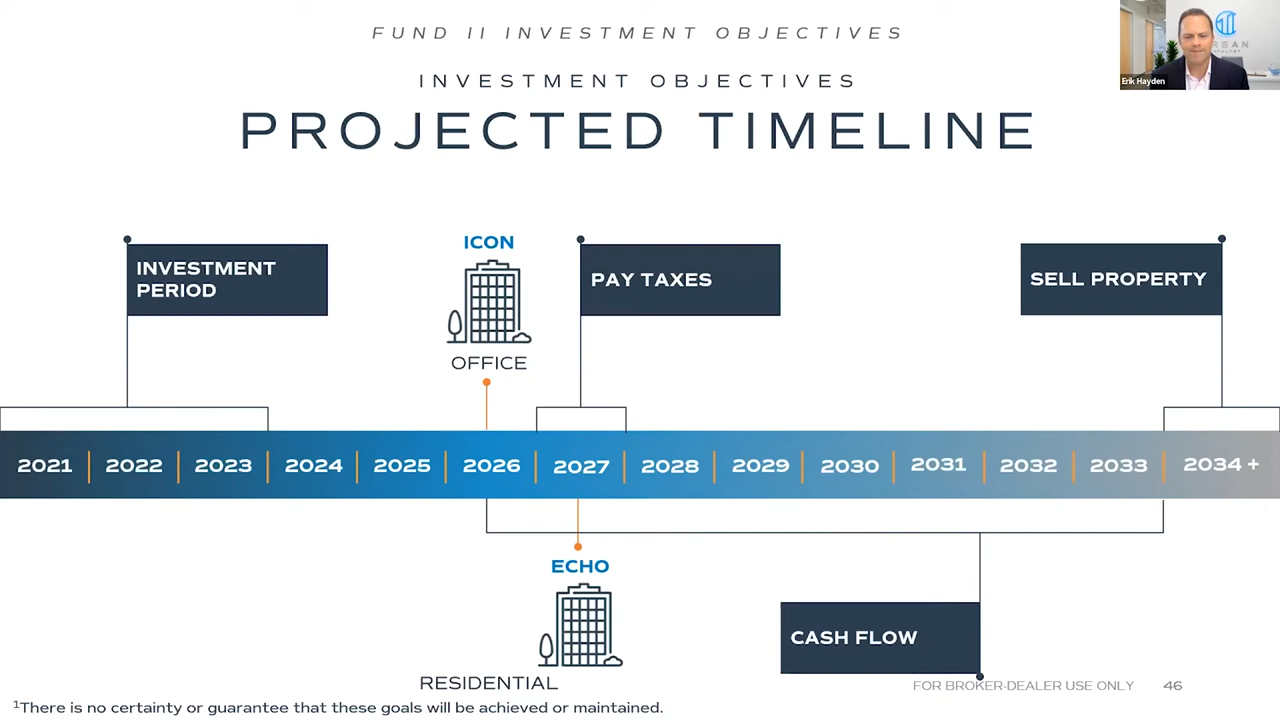 FUND II INVESTMENT OBJECTIVES
INVESTMENT OBJECTIVES
PROJECTED TIMELINE
Erik Hayden
INVESTMENT
PERIOD
ICON
OFFICE
PAY TAXES
SELL PROPERTY
2021 2022 2023 2024 2025 2026 2027 2028 2029 2030 2031 2032 2033 2034 +
ECHO
RESIDENTIAL
CASH FLOW
FOR BROKER-DEALER USE ONLY 46
¹There is no certainty or guarantee that these goals will be achieved or maintained.